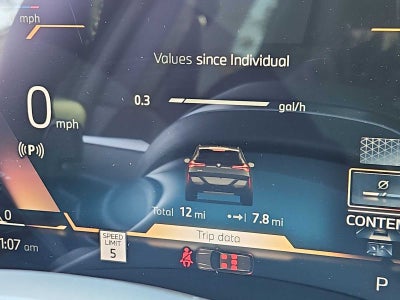 mph
Values since Individual
0.3 gal/h
0 mph
((P))
Total 12 mi 7.8 mi
Trip data
CONTEN
0
1:07 am
SPEED
LIMIT
5
P